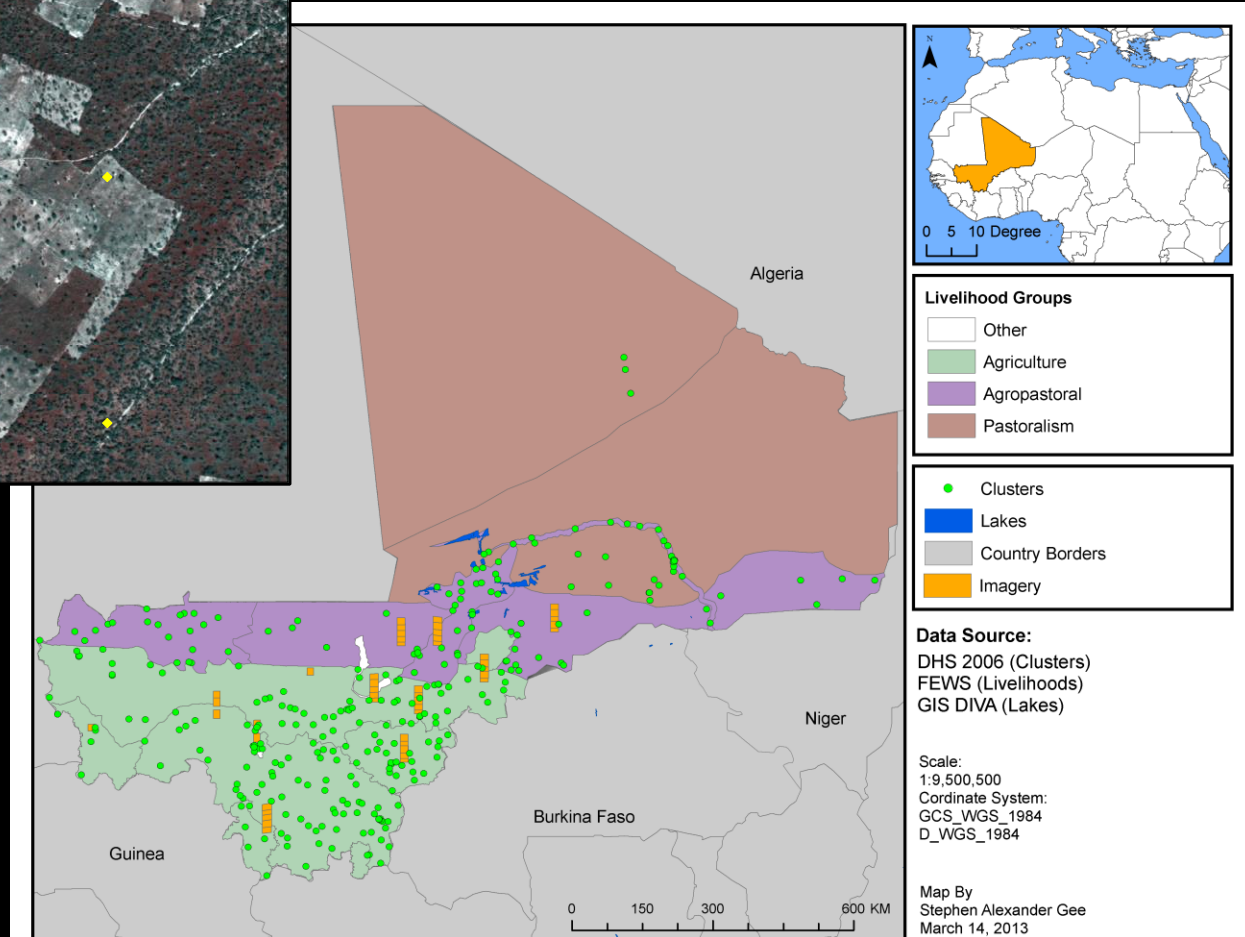 N
0 5 10 Degree
Algeria
Niger
Burkina Faso
Guinea
0 150 300 600 KM
Livelihood Groups
Other
Agriculture
Agropastoral
Pastoralism
Clusters
Lakes
Country Borders
Imagery
Data Source:
DHS 2006 (Clusters)
FEWS (Livelihoods)
GIS DIVA (Lakes)
Scale:
1:9,500,500
Cordinate System:
GCS_WGS_1984
D_WGS_1984
Map By
Stephen Alexander Gee
March 14, 2013